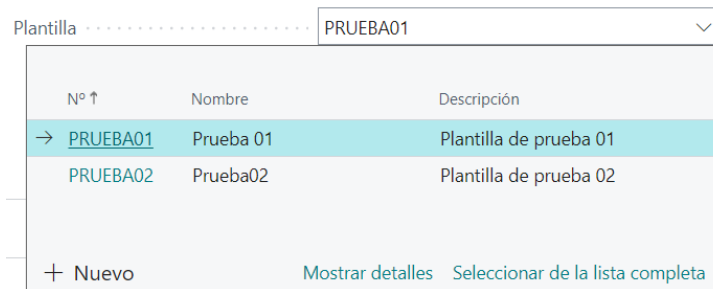 Plantilla PRUEBA01
Nº ↑ Nombre Descripción
→ PRUEBA01 Prueba 01 Plantilla de prueba 01
PRUEBA02 Prueba02 Plantilla de prueba 02
+ Nuevo Mostrar detalles Seleccionar de la lista completa